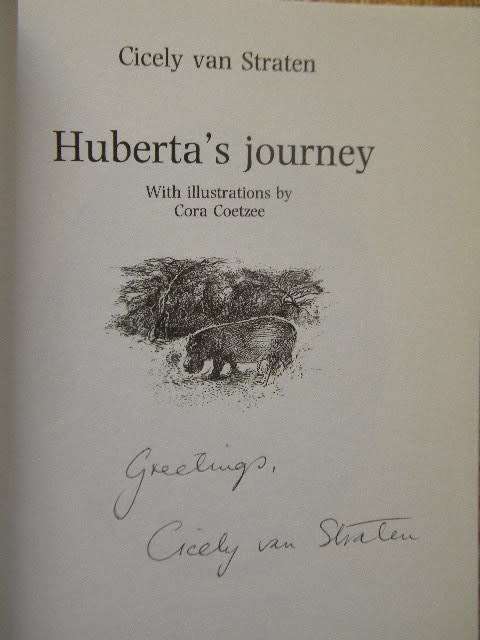 Cicely van Straten
Huberta's journey
With illustrations by
Cora Coetzee
Greetings,
Cicely van Straten